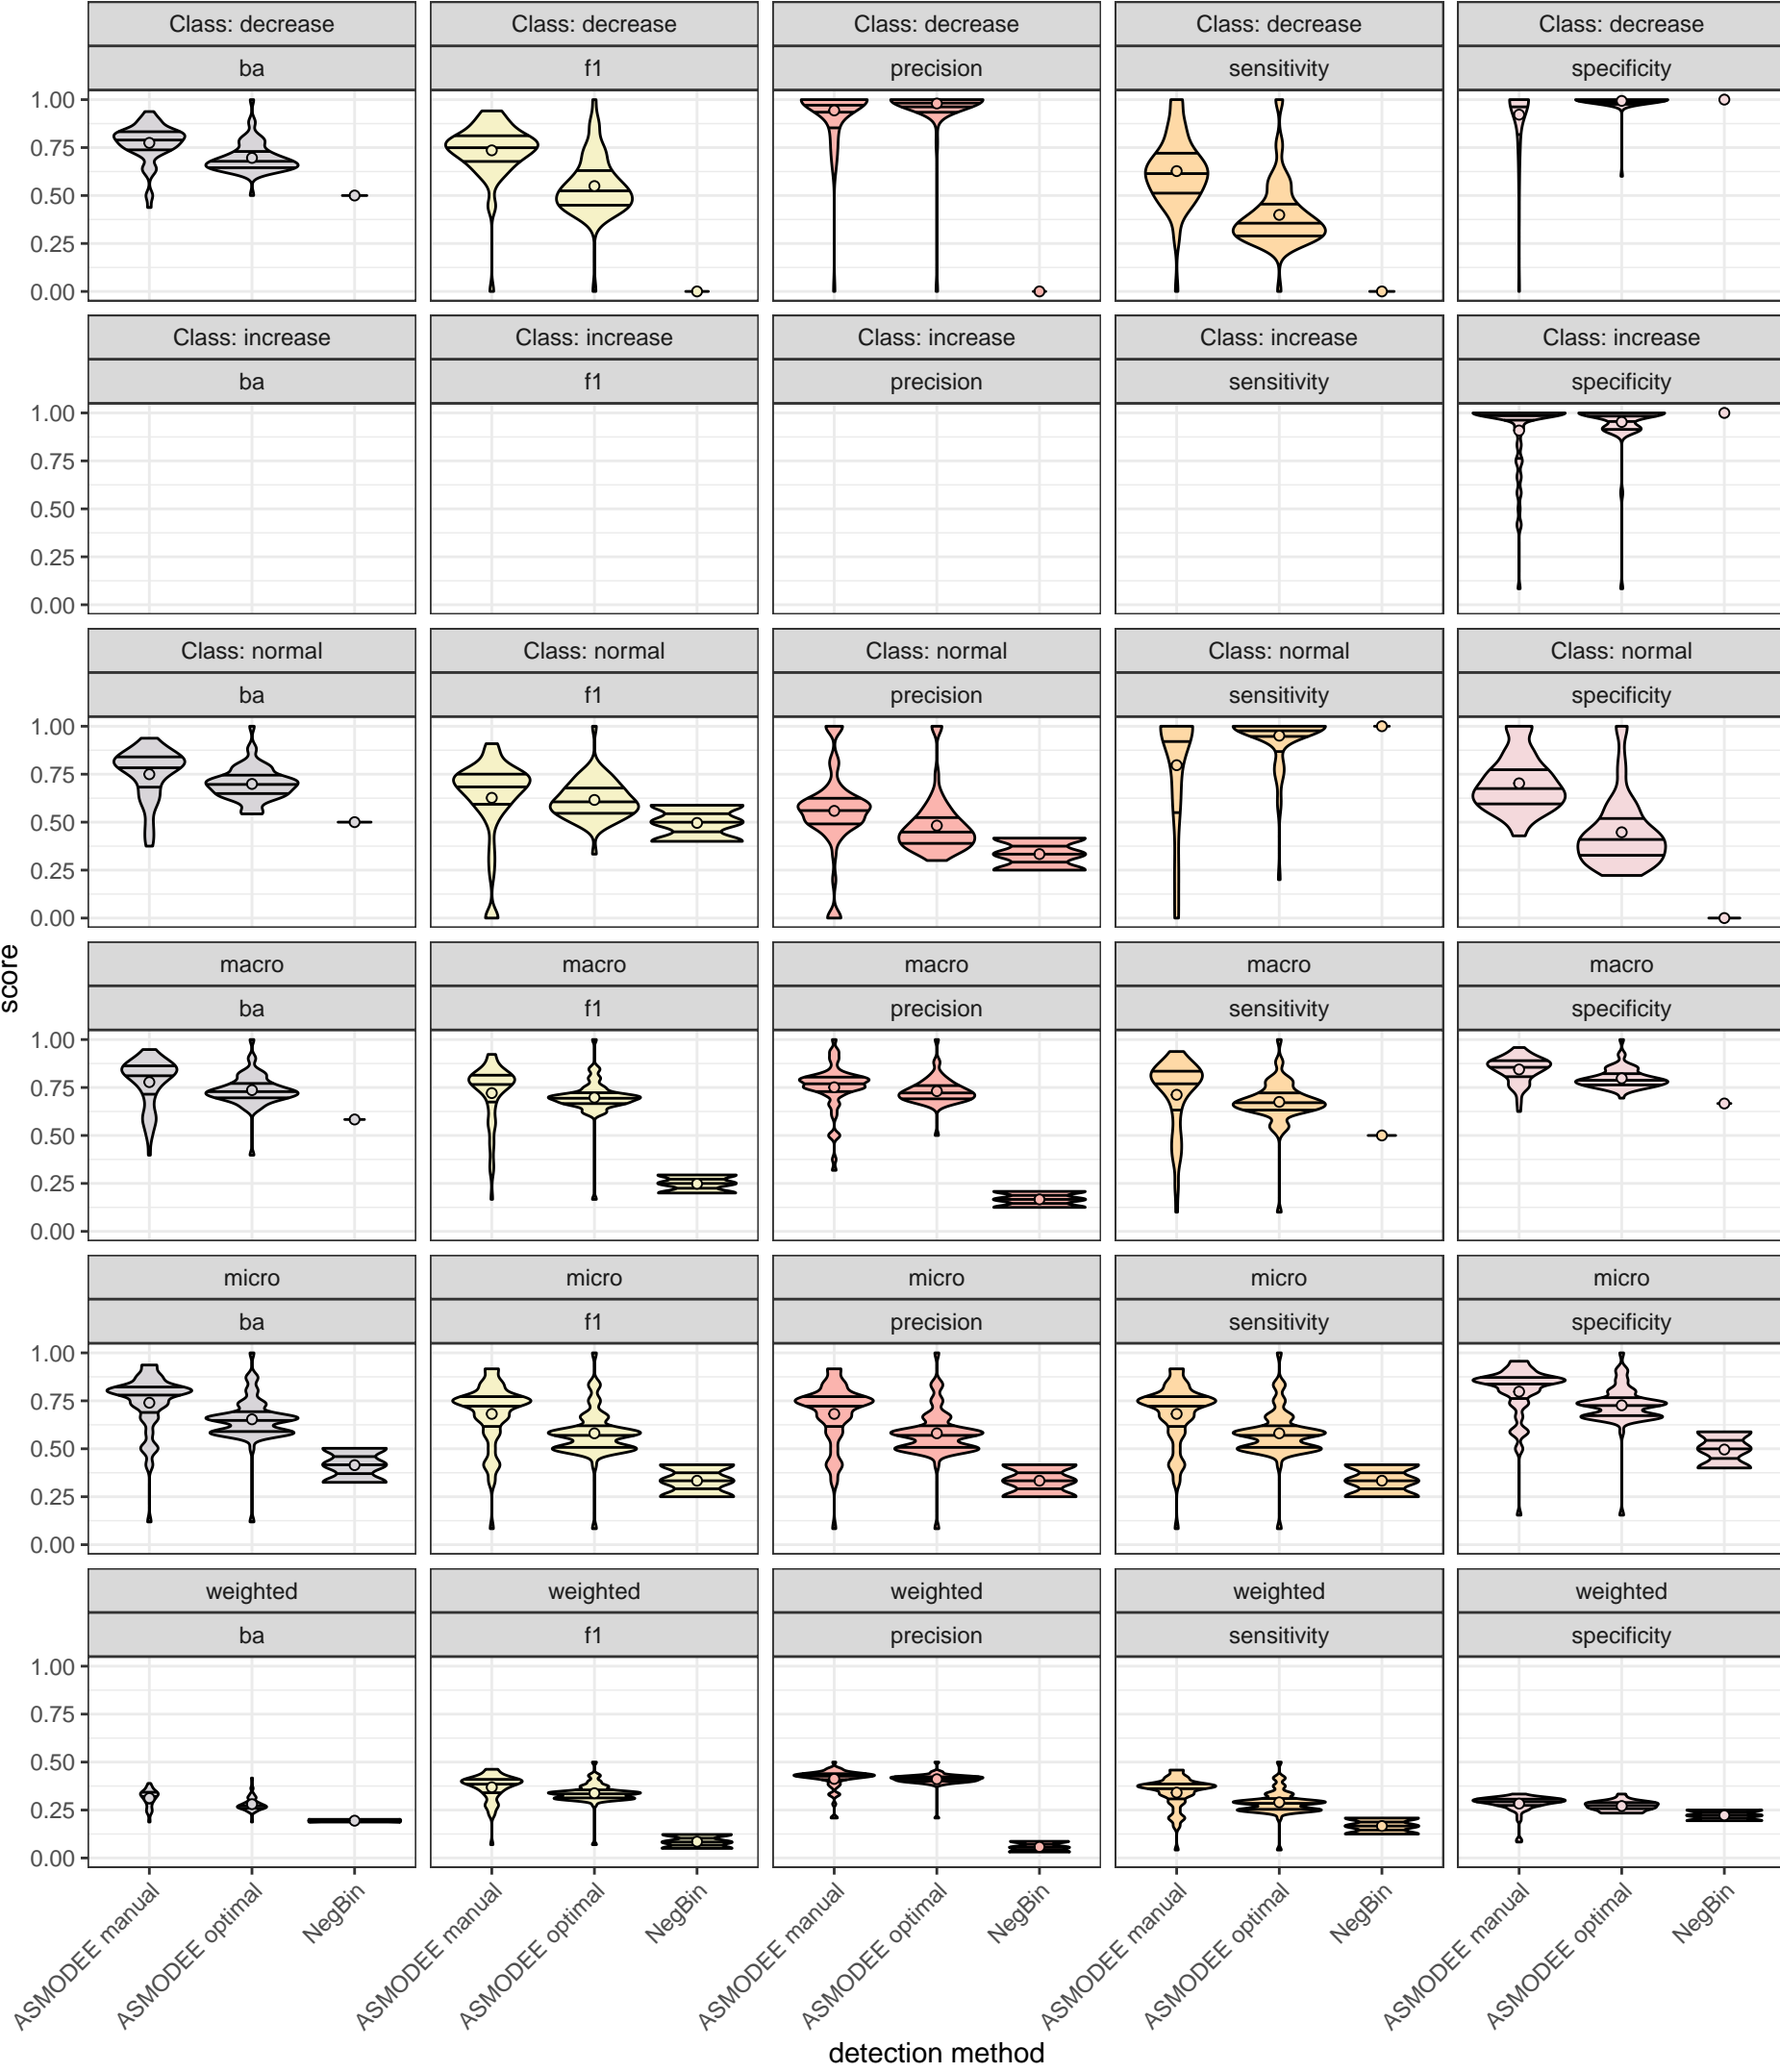 Class: decrease Class: decrease Class: decrease Class: decrease Class: decrease
ba f1 precision sensitivity specificity
1.00
0.75
0.50
0.25
0.00
Class: increase Class: increase Class: increase Class: increase Class: increase
ba f1 precision sensitivity specificity
1.00
0.75
0.50
0.25
0.00
Class: normal Class: normal Class: normal Class: normal Class: normal
ba f1 precision sensitivity specificity
1.00
0.75
0.50
0.25
0.00
score
macro macro macro macro macro
ba f1 precision sensitivity specificity
1.00
0.75
0.50
0.25
0.00
micro micro micro micro micro
ba f1 precision sensitivity specificity
1.00
0.75
0.50
0.25
0.00
weighted weighted weighted weighted weighted
ba f1 precision sensitivity specificity
1.00
0.75
0.50
0.25
0.00
ASMODEE manual ASMODEE optimal NegBin ASMODEE manual ASMODEE optimal NegBin ASMODEE manual ASMODEE optimal NegBin ASMODEE manual ASMODEE optimal NegBin ASMODEE manual ASMODEE optimal NegBin
detection method